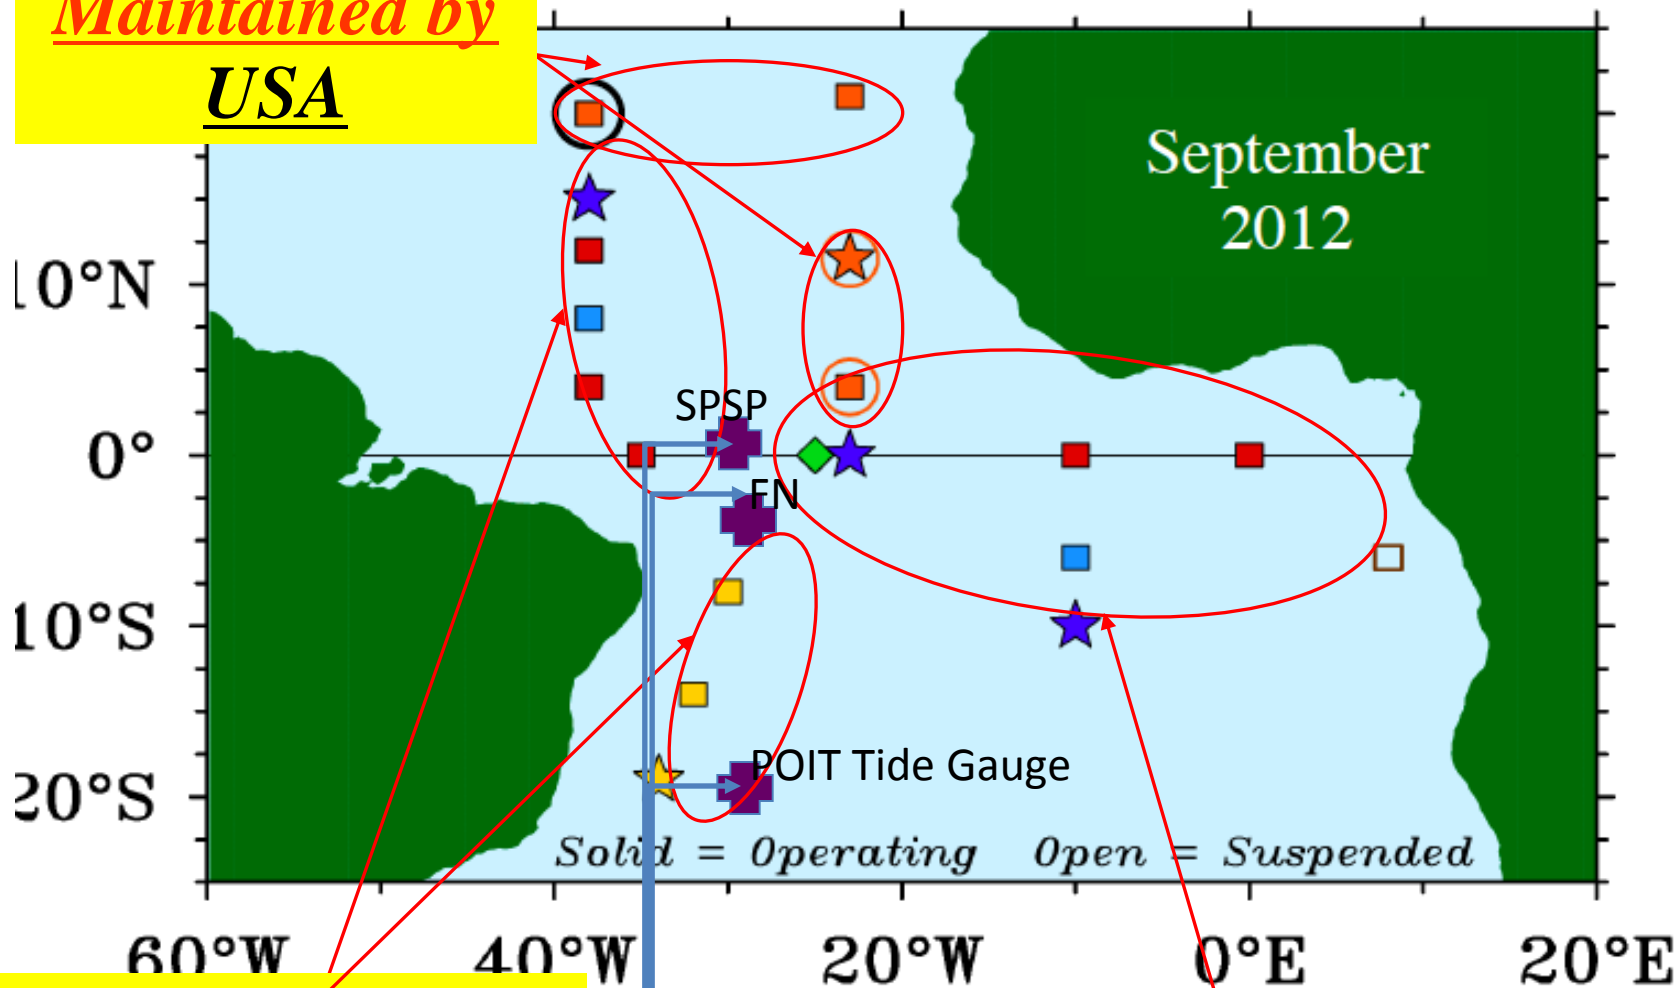 Maintained by
USA
September
2012
10°N
SPSP
0°
FN
10°S
POIT Tide Gauge
20°S
Solid = Operating Open = Suspended
60°W 40°W 20°W 0°E 20°E